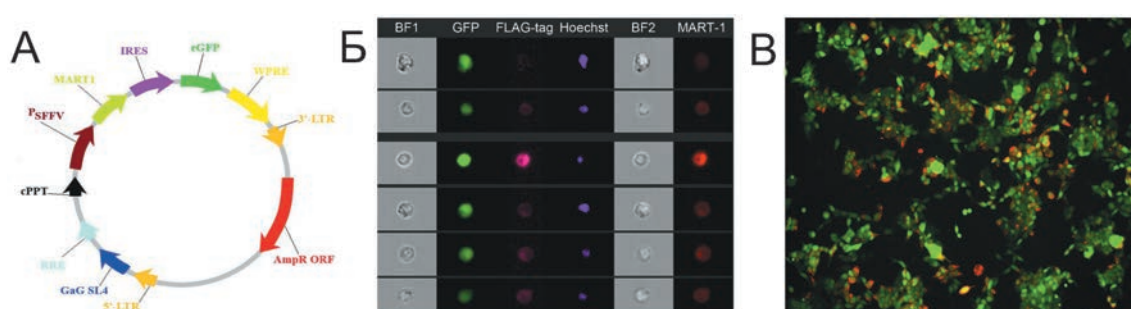 А
IRES
eGFP
MART1
WPRE
PSFFV
3'-LTR
cPPT
RRE
AmpR ORF
GaG SL4
5'-LTR
Б
BF1 GFP FLAG-tag Hoechst BF2 MART-1
В